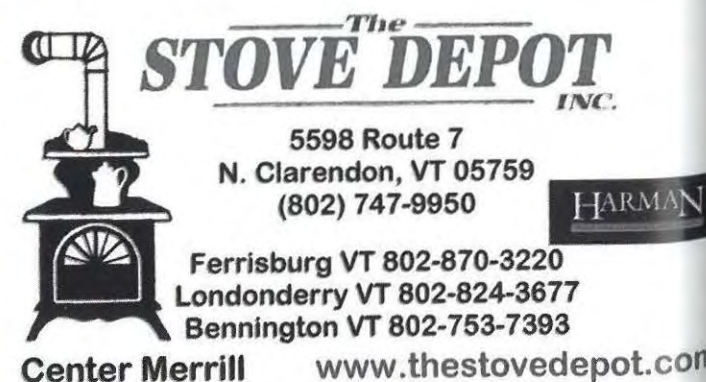 The
STOVE DEPOT
INC.
5598 Route 7
N. Clarendon, VT 05759
(802) 747-9950
HARMAN
Ferrisburg VT 802-870-3220
Londonderry VT 802-824-3677
Bennington VT 802-753-7393
Center Merrill www.thestovedepot.com